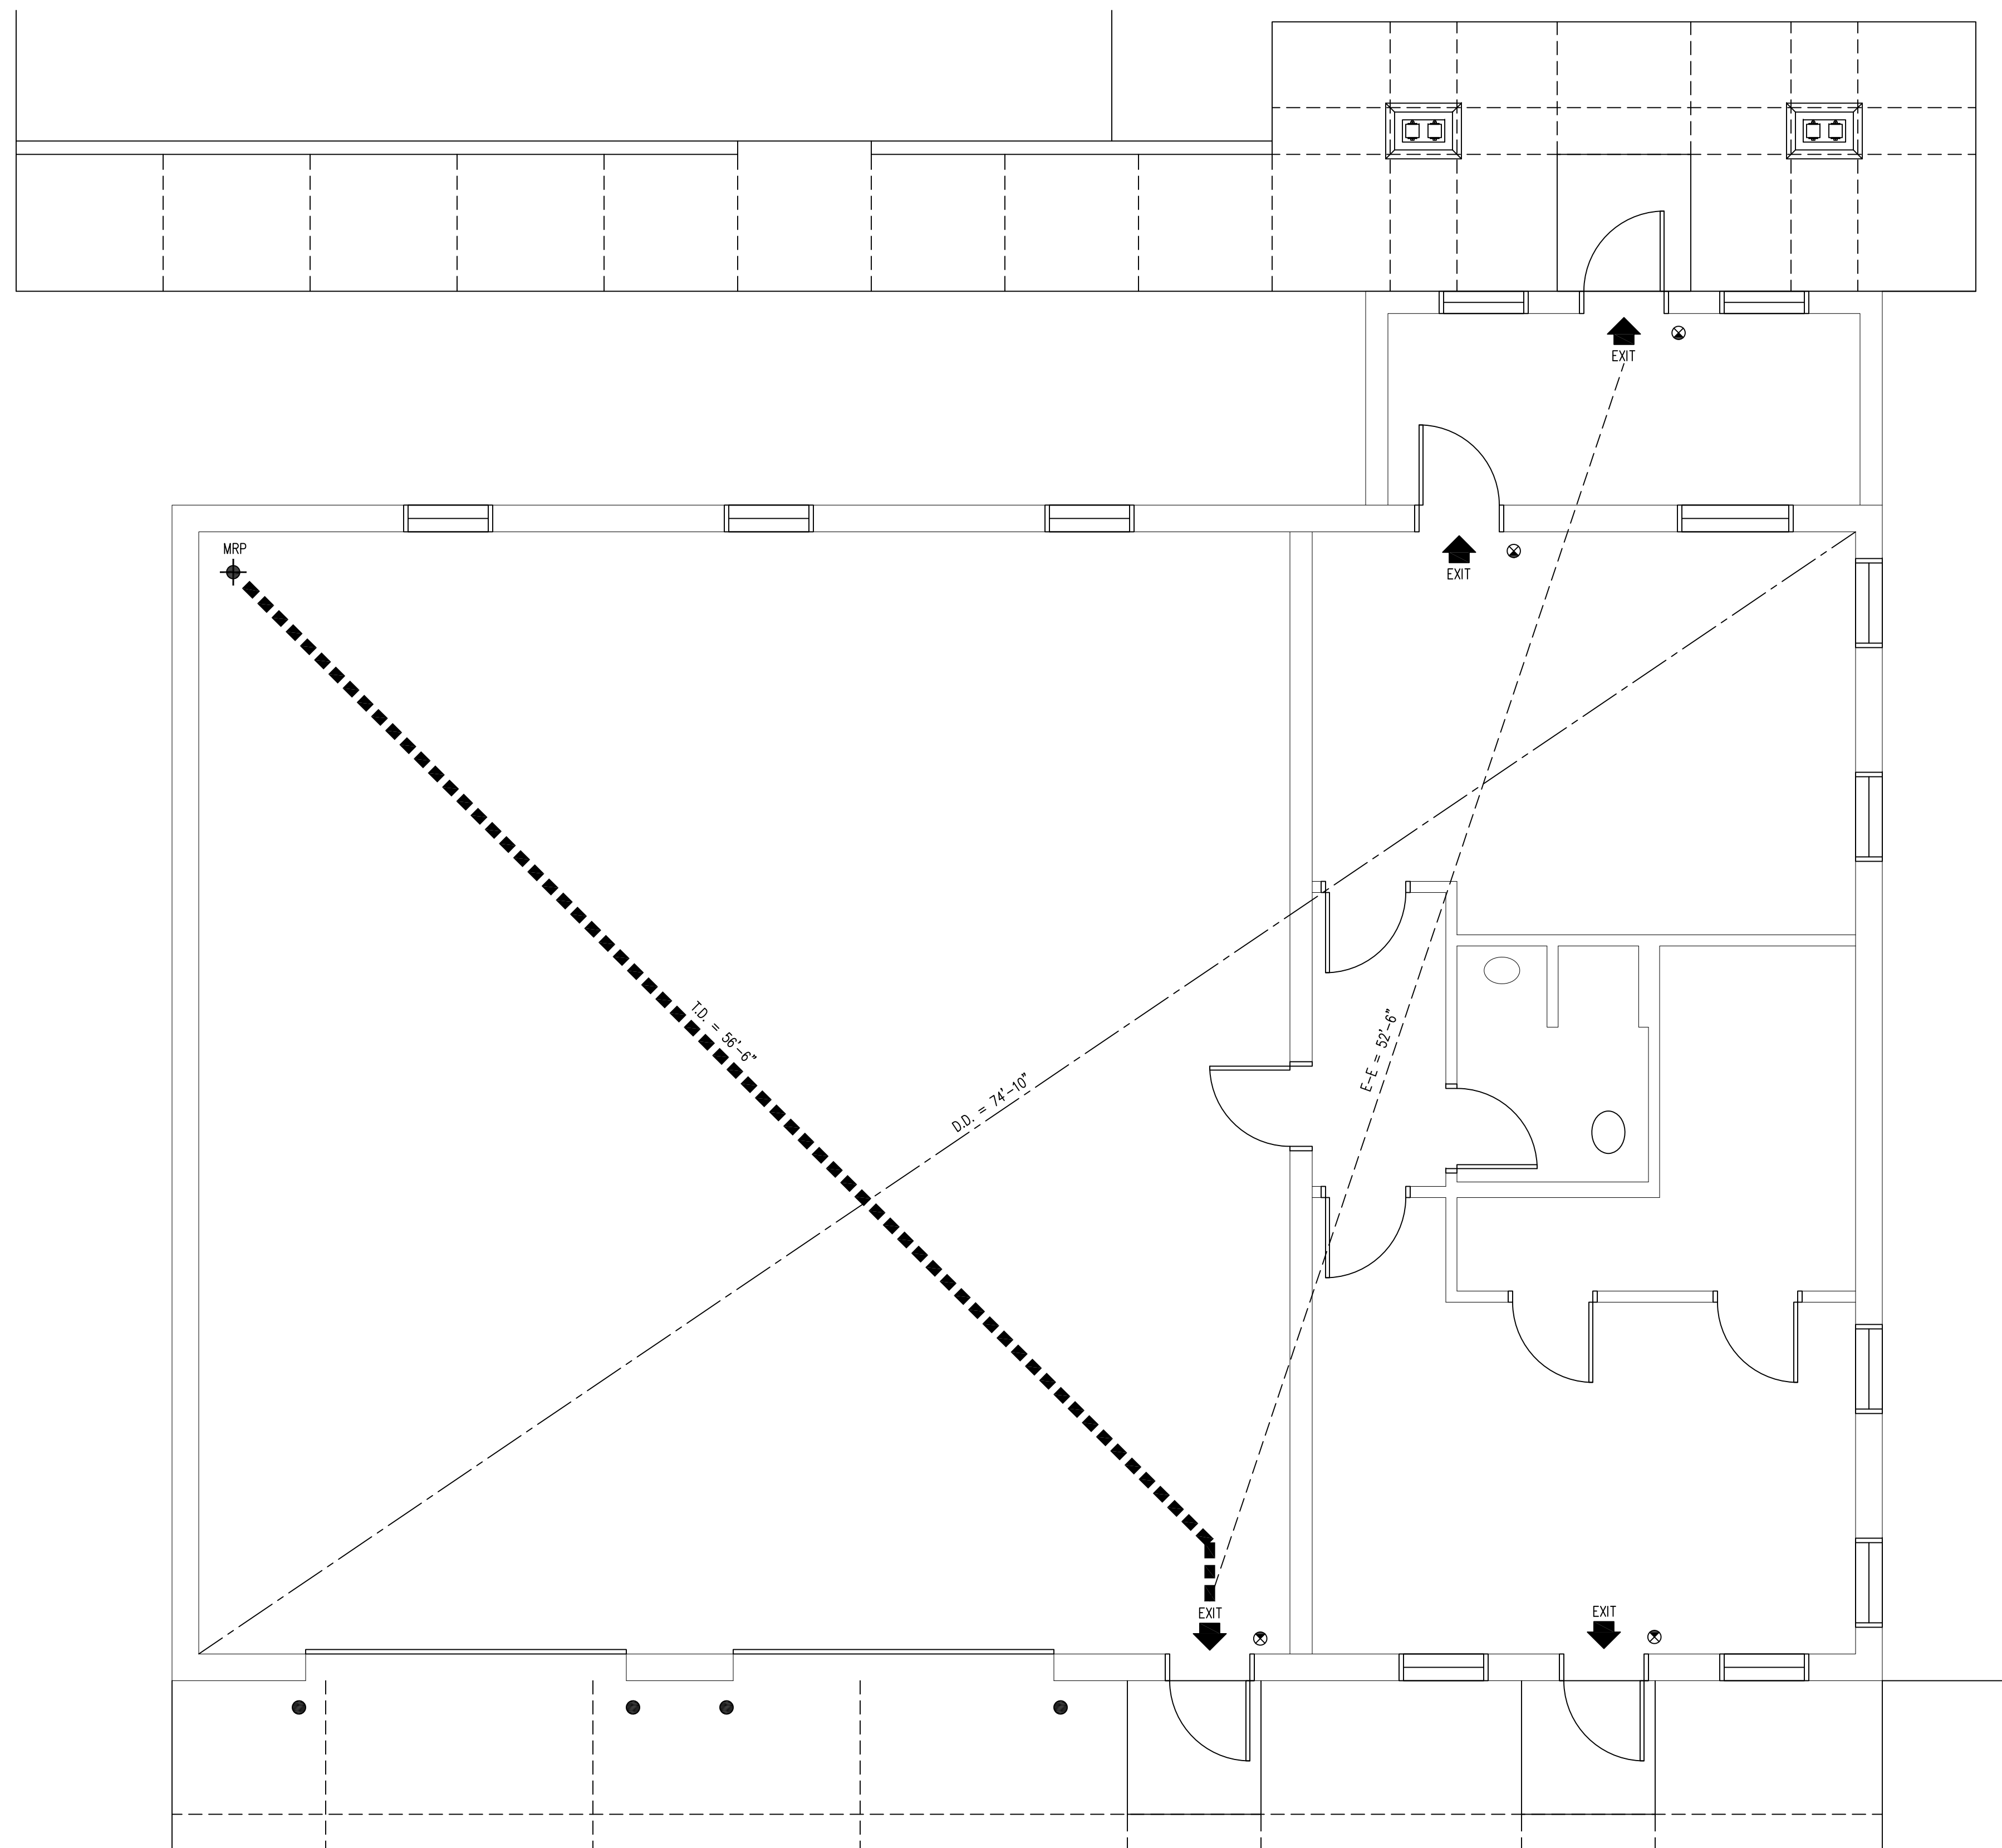 EXIT
MRP
EXIT
T.D. = 56'-6"
D.D. = 74'-10"
E-E = 52'-6"
EXIT
EXIT